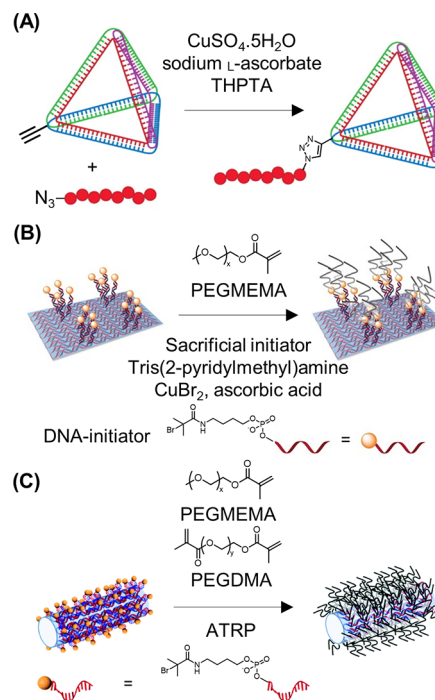 (A)
CuSO4.5H2O
sodium L-ascorbate
THPTA
+
N3
N=N
N
(B)
O
x
O
O
PEGMEMA
Sacrificial initiator
Tris(2-pyridylmethyl)amine
CuBr2, ascorbic acid
DNA-initiator
Br
O
N
H
O
O
P
O-
O
=
(C)
O
x
O
O
PEGMEMA
O
O
y
O
O
PEGDMA
ATRP
=
Br
O
N
H
O
O
P
O-
O